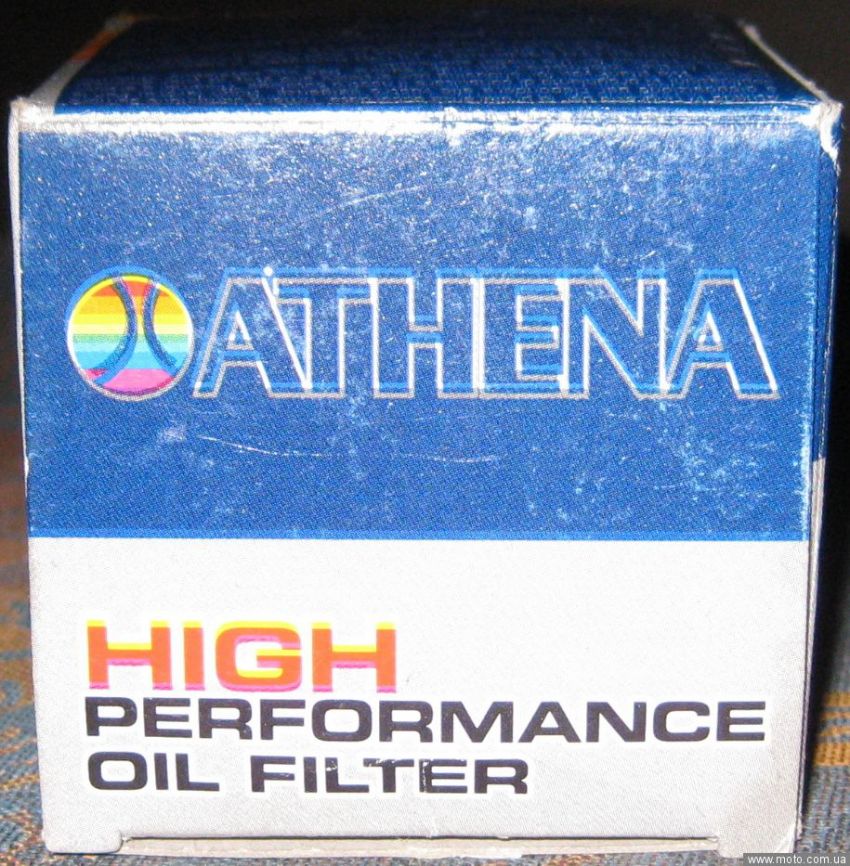 ATHENA
HIGH
PERFORMANCE
OIL FILTER
www.moto.com.ua